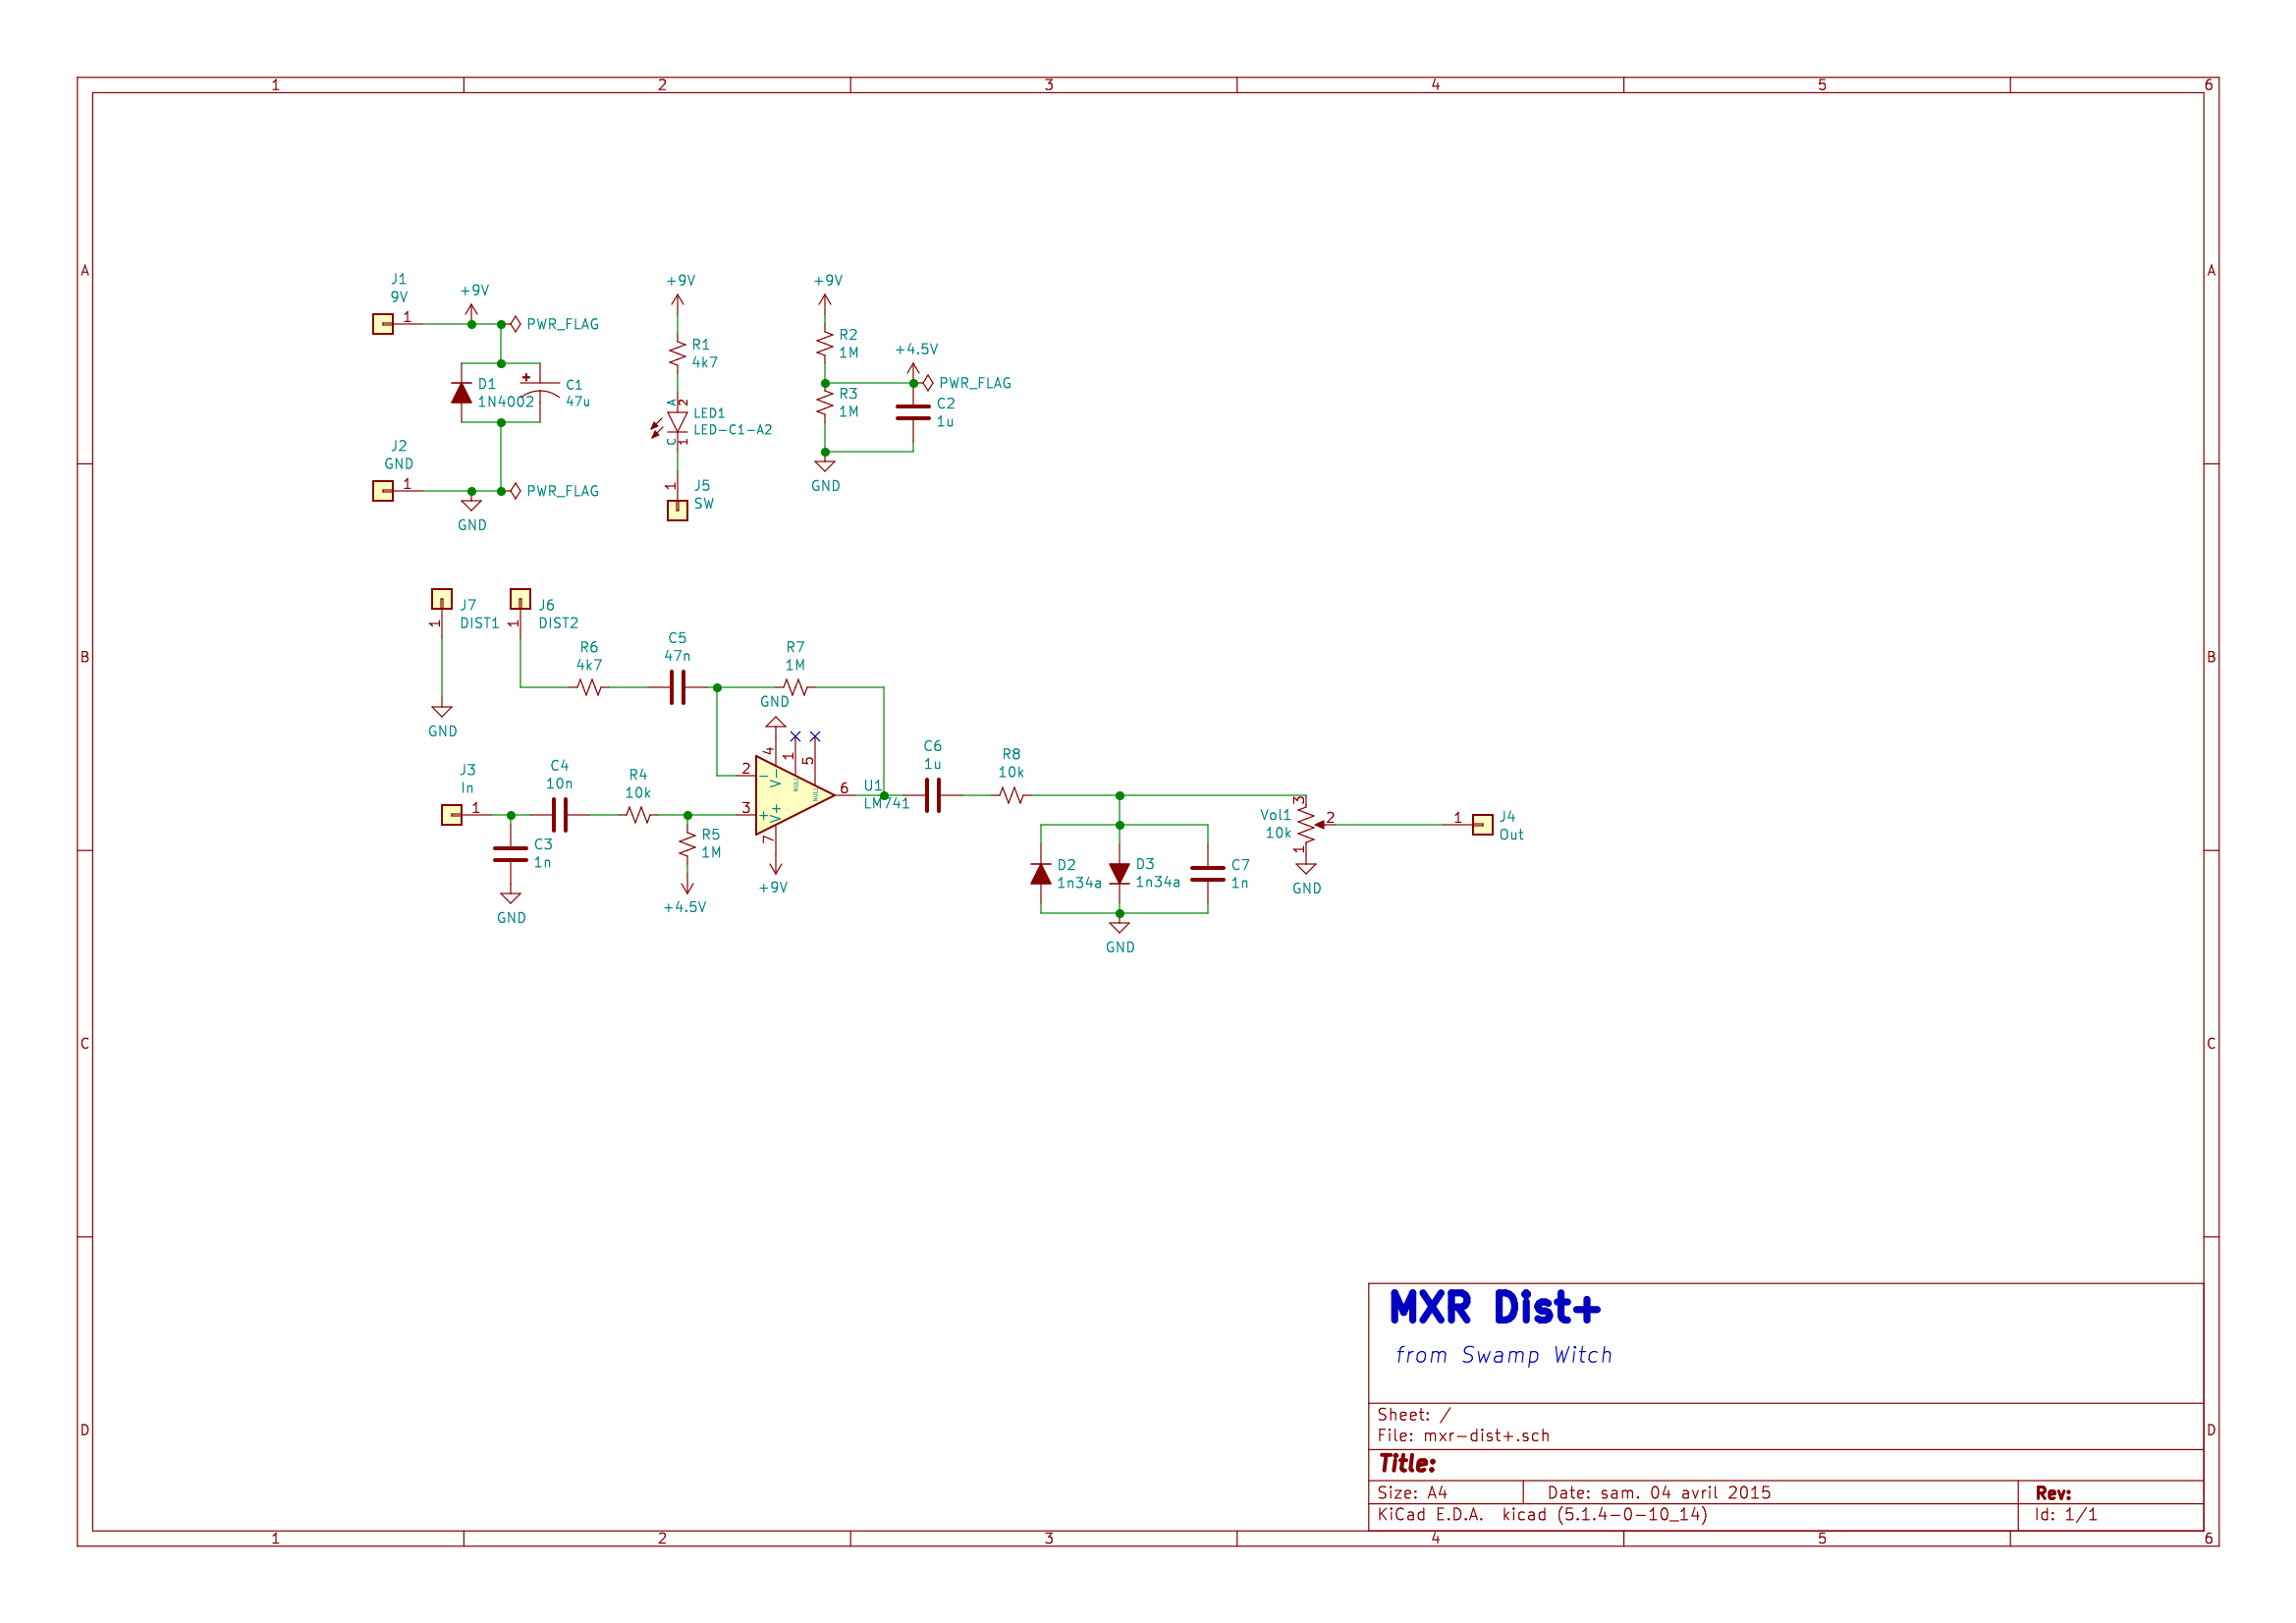 1 2 3 4 5 6
A A
J1
9V
1
+9V
PWR_FLAG
D1
1N4002
C1
47u
J2
GND
1
PWR_FLAG
GND
+9V
R1
4k7
A
2
LED1
LED-C1-A2
C
1
1
J5
SW
+9V
R2
1M
+4.5V
PWR_FLAG
R3
1M
C2
1u
GND
B B
J7
DIST1
1
GND
J6
DIST2
1
R6
4k7
C5
47n
R7
1M
GND
J3
In
1
C4
10n
R4
10k
C3
1n
GND
R5
1M
+4.5V
4
1
5
2
-
V-
NULL
NULL
3
+
V+
7
6
+9V
U1
LM741
C6
1u
R8
10k
D2
1n34a
D3
1n34a
C7
1n
GND
Vol1
10k
3
2
1
GND
1
J4
Out
C C
D D
MXR Dist+
from Swamp Witch
Sheet: /
File: mxr-dist+.sch
Title:
Size: A4 Date: sam. 04 avril 2015 Rev:
KiCad E.D.A. kicad (5.1.4-0-10_14) Id: 1/1
1 2 3 4 5 6